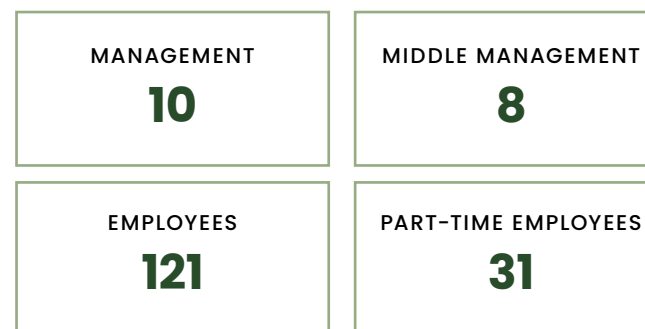 MANAGEMENT
10
MIDDLE MANAGEMENT
8
EMPLOYEES
121
PART-TIME EMPLOYEES
31